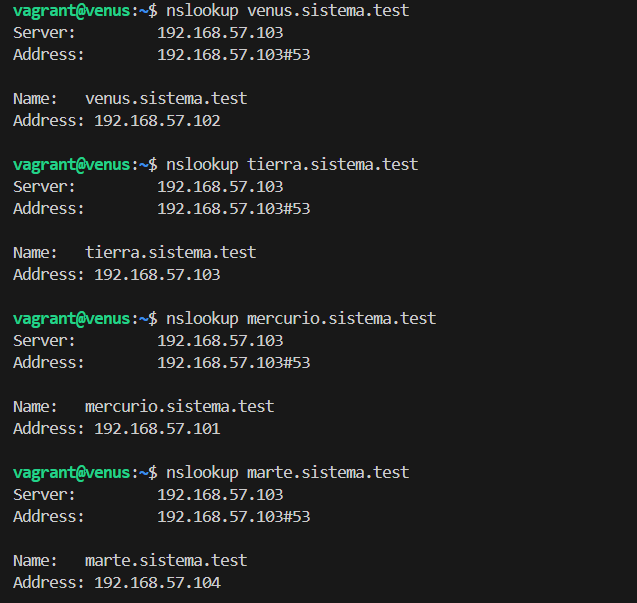 vagrant@venus:~$ nslookup venus.sistema.test
Server:         192.168.57.103
Address:        192.168.57.103#53

Name:   venus.sistema.test
Address: 192.168.57.102

vagrant@venus:~$ nslookup tierra.sistema.test
Server:         192.168.57.103
Address:        192.168.57.103#53

Name:   tierra.sistema.test
Address: 192.168.57.103

vagrant@venus:~$ nslookup mercurio.sistema.test
Server:         192.168.57.103
Address:        192.168.57.103#53

Name:   mercurio.sistema.test
Address: 192.168.57.101

vagrant@venus:~$ nslookup marte.sistema.test
Server:         192.168.57.103
Address:        192.168.57.103#53

Name:   marte.sistema.test
Address: 192.168.57.104